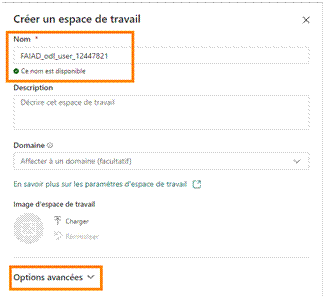 Créer un espace de travail
Nom *
FAIAD_odl_user_12447821
Ce nom est disponible
Description
Décrire cet espace de travail
Domaine
Affecter à un domaine (facultatif)
En savoir plus sur les paramètres d'espace de travail
Image d'espace de travail
Charger
Réinitialiser
Options avancées